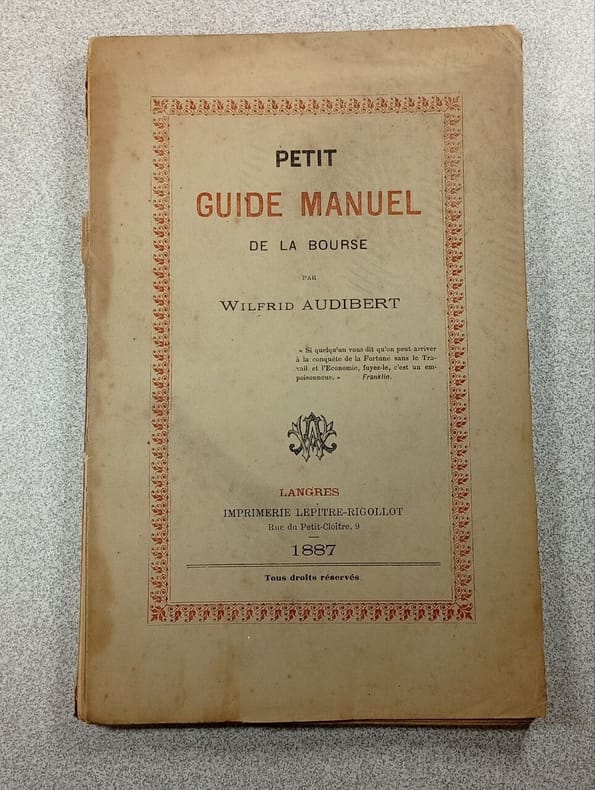 PETIT
GUIDE MANUEL
DE LA BOURSE
PAR
WILFRID AUDIBERT
« Si quelqu'un vous dit qu'on peut arriver
à la conquête de la Fortune sans le Tra-
vail et l'Economie, fuyez-le, c'est un em-
poisonneur. » Franklin.
LANGRES
IMPRIMERIE LEPITRE-RIGOLLOT
Rue du Petit-Cloître, 9
1887
Tous droits réservés